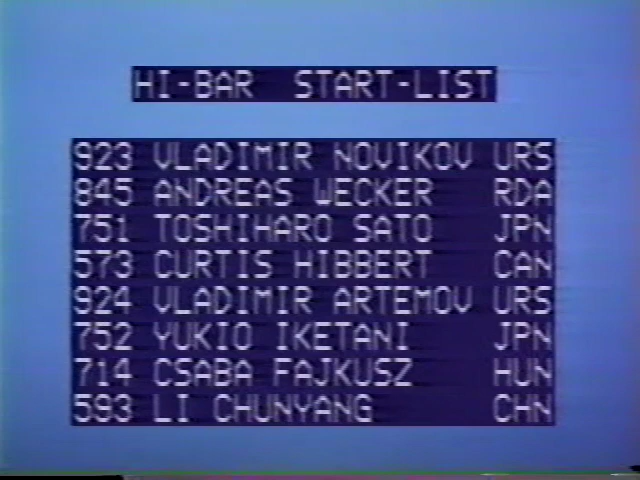 HI-BAR START-LIST
923 VLADIMIR NOVIKOV URS
845 ANDREAS WECKER RDA
751 TOSHIHARO SATO JPN
573 CURTIS HIBBERT CAN
924 VLADIMIR ARTEMOV URS
752 YUKIO IKETANI JPN
714 CSABA FAJKUSZ HUN
593 LI CHUNYANG CHN